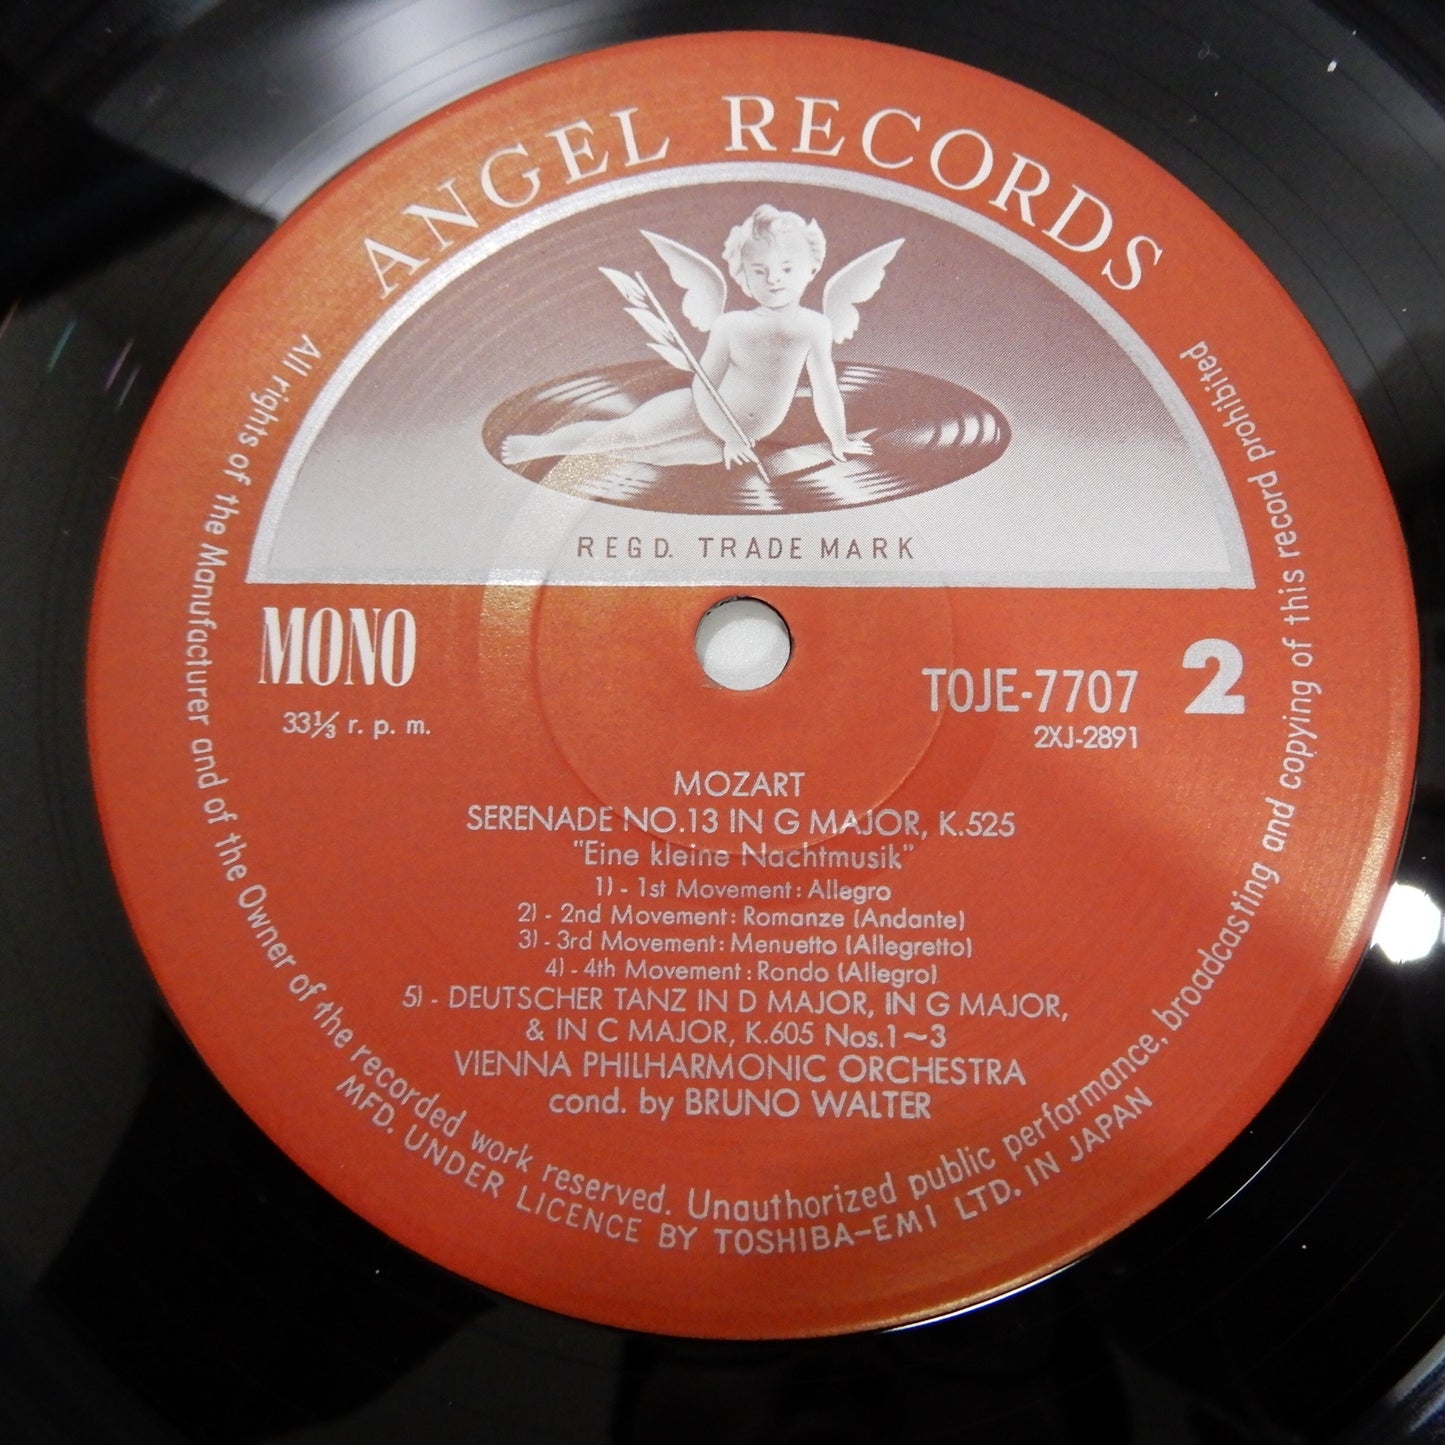 ANGEL RECORDS
REGD. TRADE MARK
MONO
33⅓ r. p. m.
TOJE-7707 2
2XJ-2891
MOZART
SERENADE NO.13 IN G MAJOR, K.525
"Eine kleine Nachtmusik"
1) - 1st Movement: Allegro
2) - 2nd Movement: Romanze (Andante)
3) - 3rd Movement: Menuetto (Allegretto)
4) - 4th Movement: Rondo (Allegro)
5) - DEUTSCHER TANZ IN D MAJOR, IN G MAJOR,
& IN C MAJOR, K.605 Nos.1~3
VIENNA PHILHARMONIC ORCHESTRA
cond. by BRUNO WALTER
All rights of the Manufacturer and of the Owner of the recorded work reserved. Unauthorized public performance, broadcasting and copying of this record prohibited
MFD. UNDER LICENCE BY TOSHIBA-EMI LTD. IN JAPAN